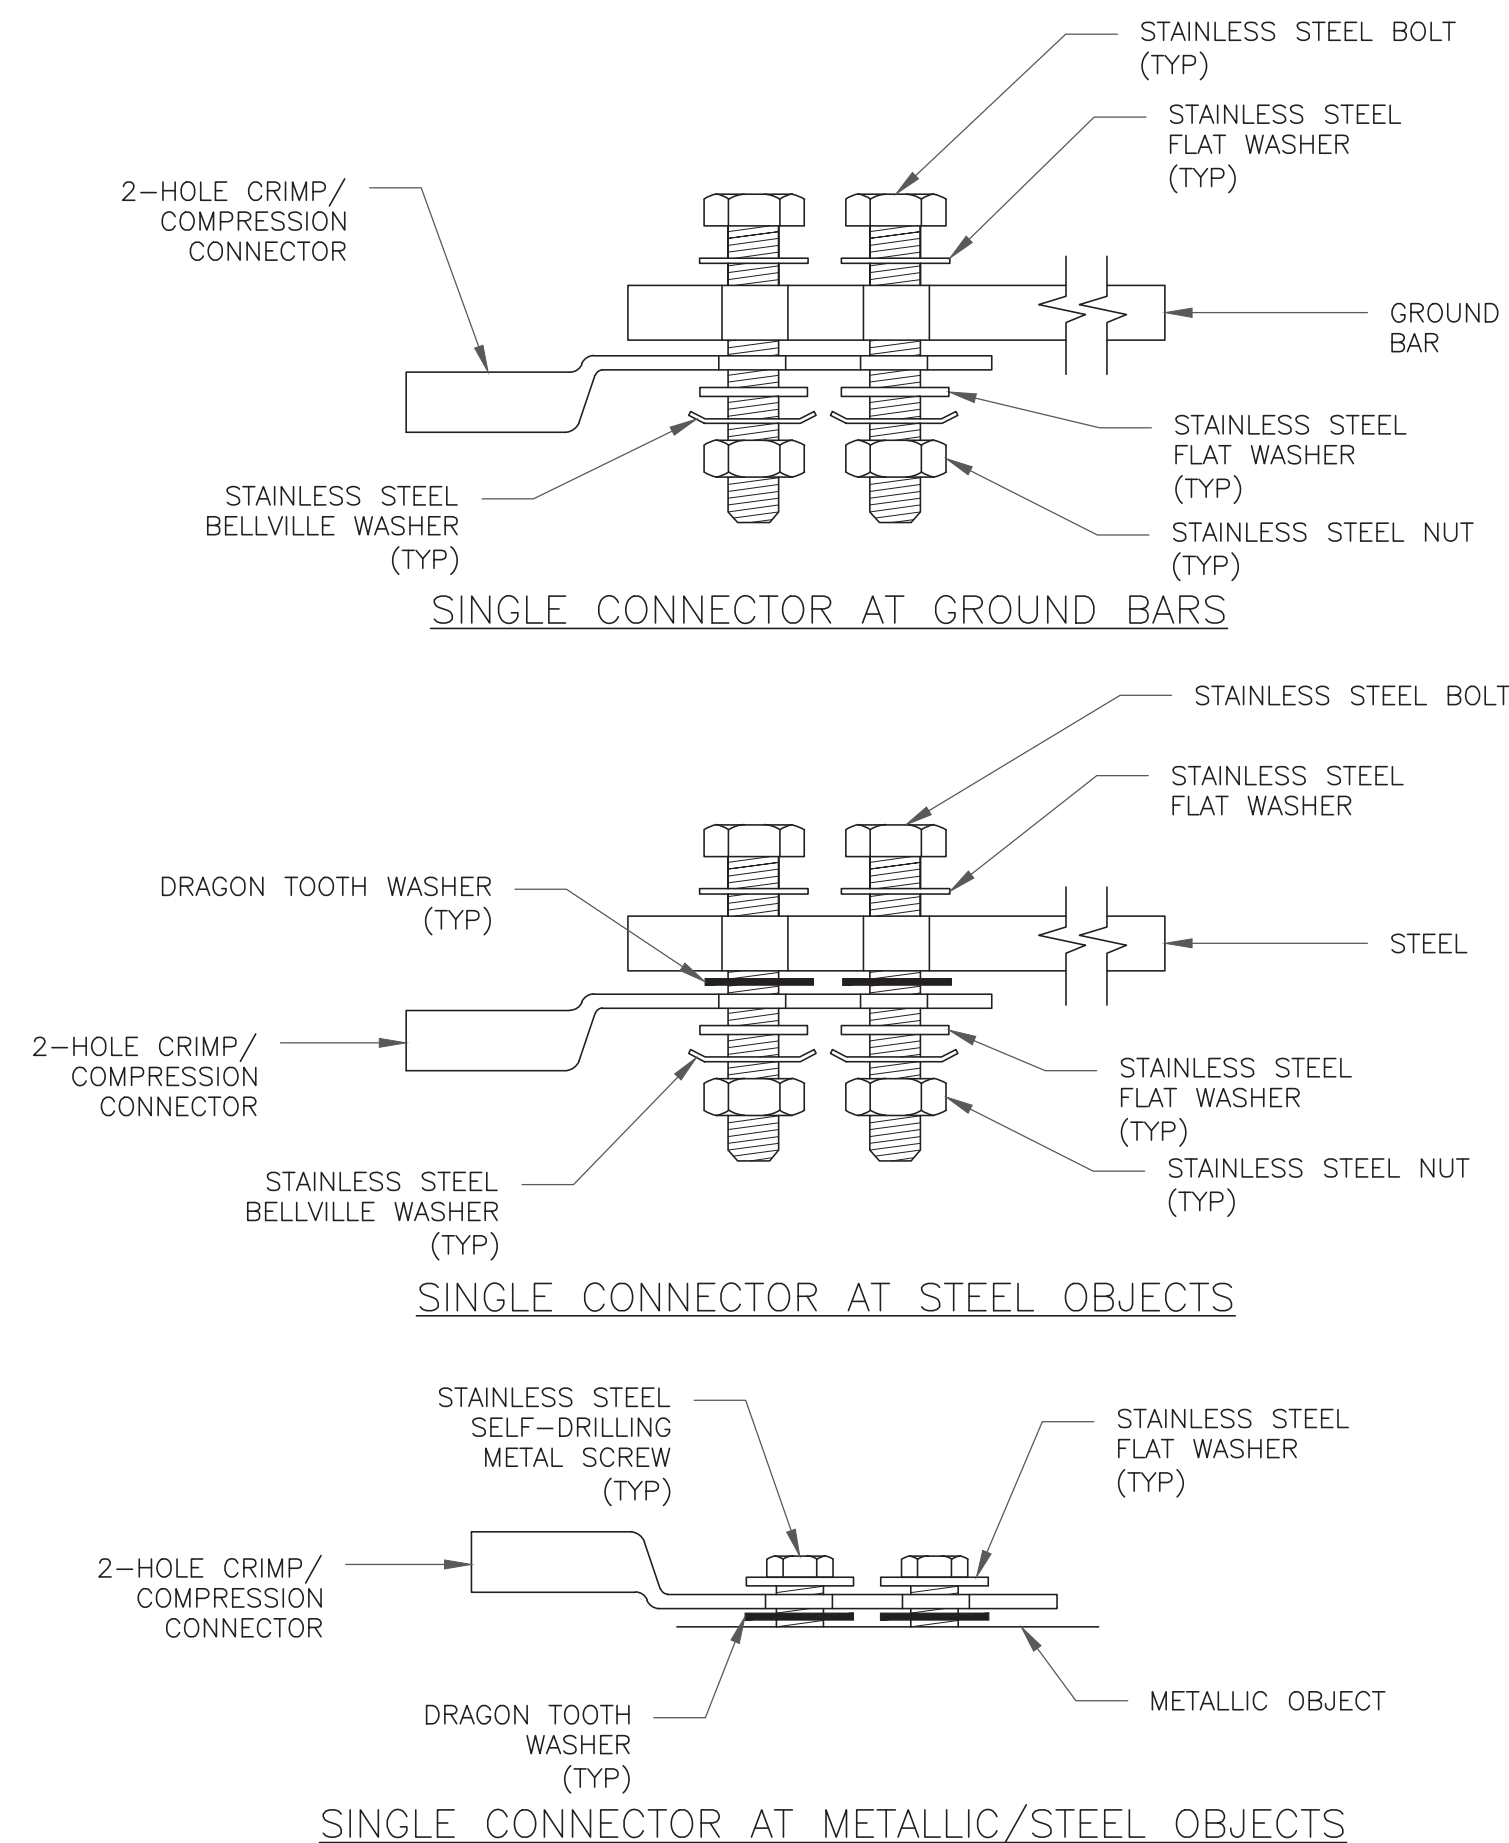 STAINLESS STEEL BOLT
(TYP)
STAINLESS STEEL
FLAT WASHER
(TYP)
2-HOLE CRIMP/
COMPRESSION
CONNECTOR
GROUND
BAR
STAINLESS STEEL
FLAT WASHER
(TYP)
STAINLESS STEEL
BELLVILLE WASHER
(TYP)
STAINLESS STEEL NUT
(TYP)
SINGLE CONNECTOR AT GROUND BARS
STAINLESS STEEL BOLT
STAINLESS STEEL
FLAT WASHER
DRAGON TOOTH WASHER
(TYP)
STEEL
2-HOLE CRIMP/
COMPRESSION
CONNECTOR
STAINLESS STEEL
FLAT WASHER
(TYP)
STAINLESS STEEL
BELLVILLE WASHER
(TYP)
STAINLESS STEEL NUT
(TYP)
SINGLE CONNECTOR AT STEEL OBJECTS
STAINLESS STEEL
SELF-DRILLING
METAL SCREW
(TYP)
STAINLESS STEEL
FLAT WASHER
(TYP)
2-HOLE CRIMP/
COMPRESSION
CONNECTOR
DRAGON TOOTH
WASHER
(TYP)
METALLIC OBJECT
SINGLE CONNECTOR AT METALLIC/STEEL OBJECTS